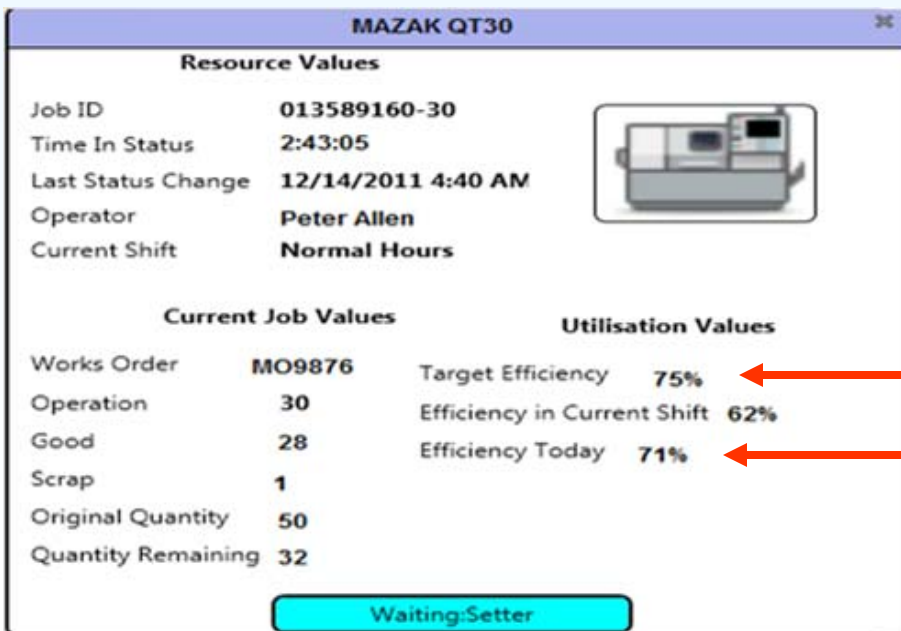 MAZAK QT30
Resource Values
Job ID 013589160-30
Time In Status 2:43:05
Last Status Change 12/14/2011 4:40 AM
Operator Peter Allen
Current Shift Normal Hours
Current Job Values
Works Order MO9876
Operation 30
Good 28
Scrap 1
Original Quantity 50
Quantity Remaining 32
Utilisation Values
Target Efficiency 75%
Efficiency in Current Shift 62%
Efficiency Today 71%
Waiting:Setter